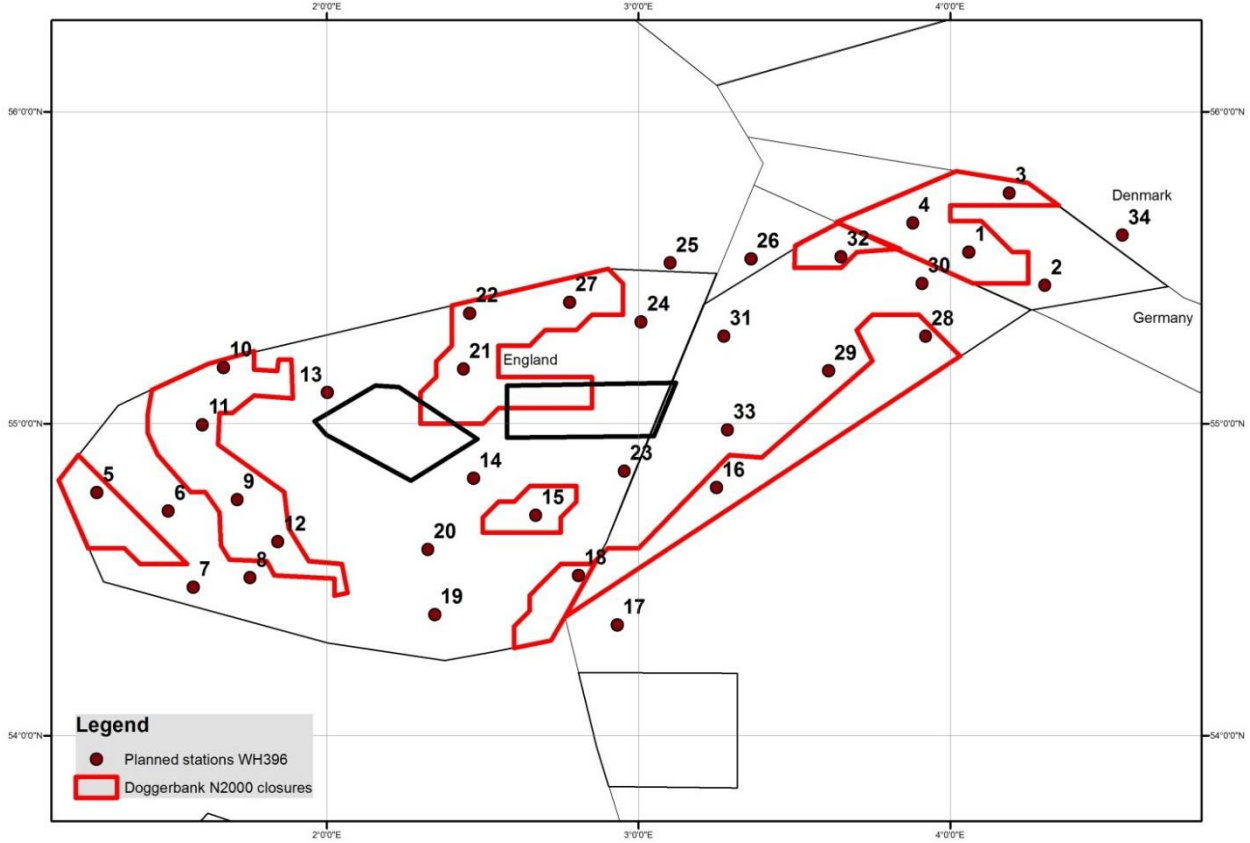 2°0'0"E 3°0'0"E 4°0'0"E
56°0'0"N 56°0'0"N
3
Denmark
4 34
1
25 26 32
30 2
27
22 24 Germany
31 28
10 21 England
29
13
11 55°0'0"N 33 55°0'0"N
23
14 16
5 9 15
6
12 20
8 18
7
19 17
54°0'0"N 54°0'0"N
Legend
Planned stations WH396
Doggerbank N2000 closures
2°0'0"E 3°0'0"E 4°0'0"E